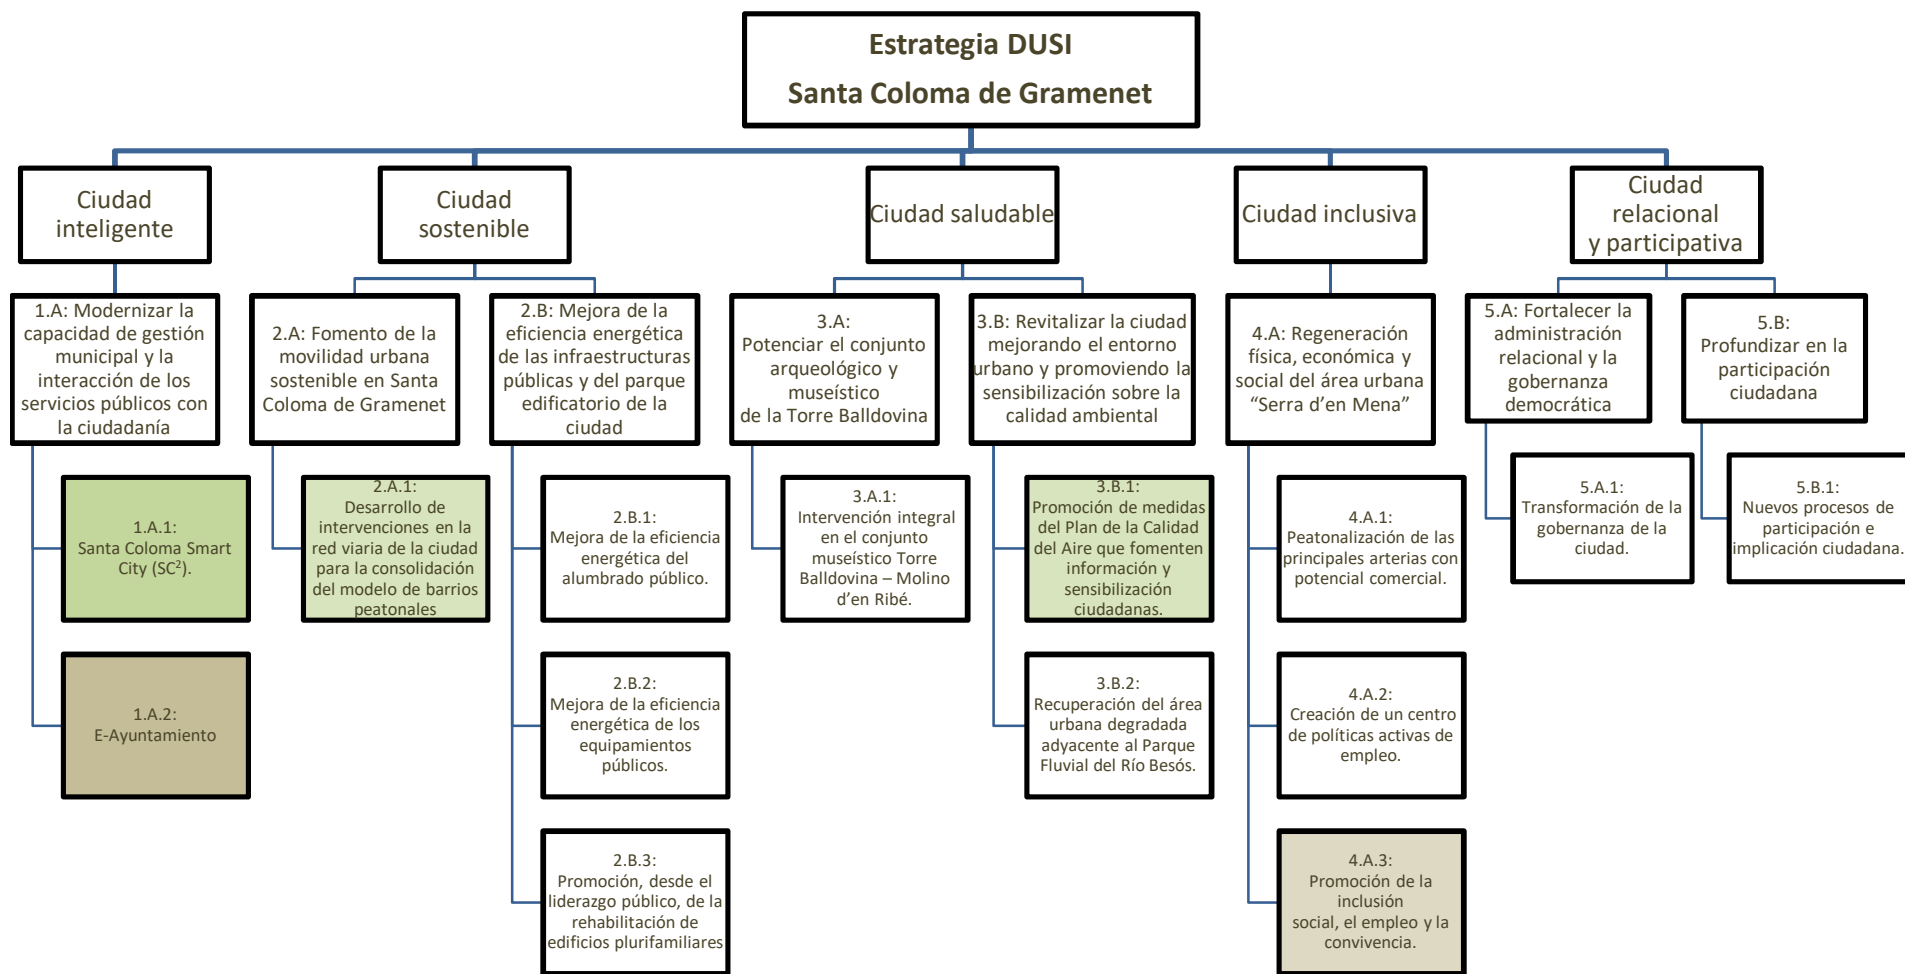 Estrategia DUSI
Santa Coloma de Gramenet
Ciudad
inteligente
Ciudad
sostenible
Ciudad saludable
Ciudad inclusiva
Ciudad
relacional
y participativa
1.A: Modernizar la
capacidad de gestión
municipal y la
interacción de los
servicios públicos con
la ciudadanía
2.A: Fomento de la
movilidad urbana
sostenible en Santa
Coloma de Gramenet
2.B: Mejora de la
eficiencia energética
de las infraestructuras
públicas y del parque
edificatorio de la
ciudad
3.A:
Potenciar el conjunto
arqueológico y
museístico
de la Torre Balldovina
3.B: Revitalizar la ciudad
mejorando el entorno
urbano y promoviendo la
sensibilización sobre la
calidad ambiental
4.A: Regeneración
física, económica y
social del área urbana
“Serra d’en Mena”
5.A: Fortalecer la
administración
relacional y la
gobernanza
democrática
5.B:
Profundizar en la
participación
ciudadana
1.A.1:
Santa Coloma Smart
City (SC²).
1.A.2:
E-Ayuntamiento
2.A.1:
Desarrollo de
intervenciones en la
red viaria de la ciudad
para la consolidación
del modelo de barrios
peatonales
2.B.1:
Mejora de la eficiencia
energética del
alumbrado público.
2.B.2:
Mejora de la eficiencia
energética de los
equipamientos
públicos.
2.B.3:
Promoción, desde el
liderazgo público, de la
rehabilitación de
edificios plurifamiliares
3.A.1:
Intervención integral
en el conjunto
museístico Torre
Balldovina – Molino
d’en Ribé.
3.B.1:
Promoción de medidas
del Plan de la Calidad
del Aire que fomenten
información y
sensibilización
ciudadanas.
3.B.2:
Recuperación del área
urbana degradada
adyacente al Parque
Fluvial del Río Besós.
4.A.1:
Peatonalización de las
principales arterias con
potencial comercial.
4.A.2:
Creación de un centro
de políticas activas de
empleo.
4.A.3:
Promoción de la
inclusión
social, el empleo y la
convivencia.
5.A.1:
Transformación de la
gobernanza de la
ciudad.
5.B.1:
Nuevos procesos de
participación e
implicación ciudadana.